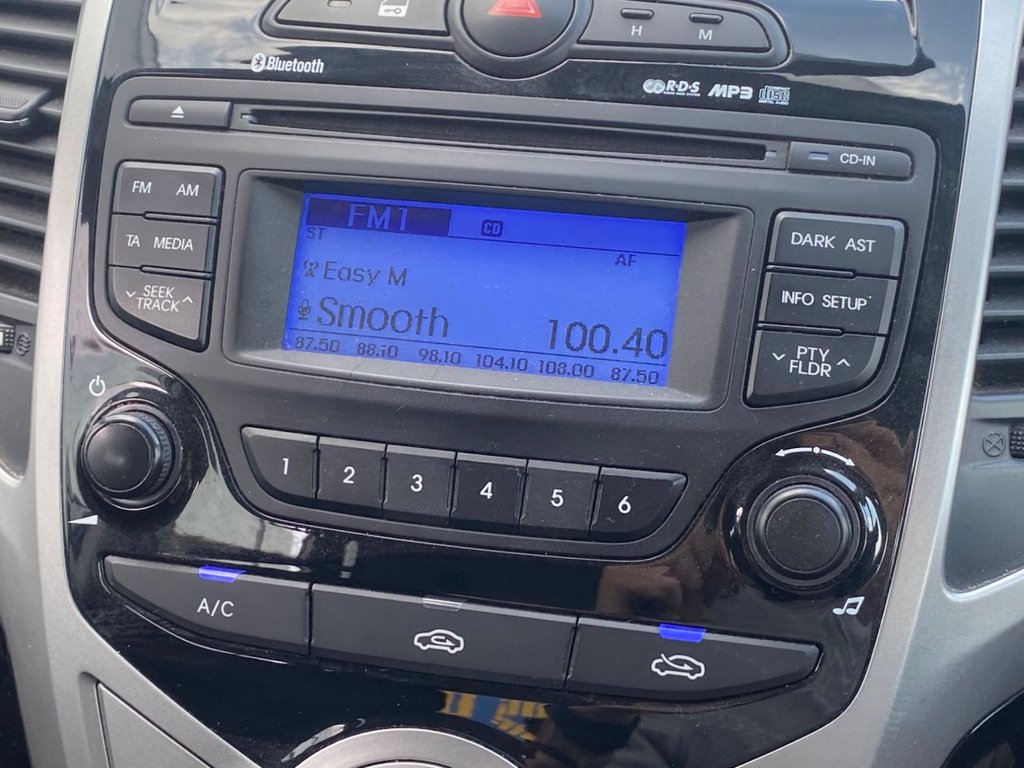 H M
Bluetooth
R·D·S MP3 disc
CD-IN
FM AM
TA MEDIA
SEEK
TRACK
FM1 CD
ST
AF
Easy M
Smooth 100.40
87.50 88.10 98.10 104.10 108.00 87.50
DARK AST
INFO SETUP
PTY
FLDR
1 2 3 4 5 6
A/C